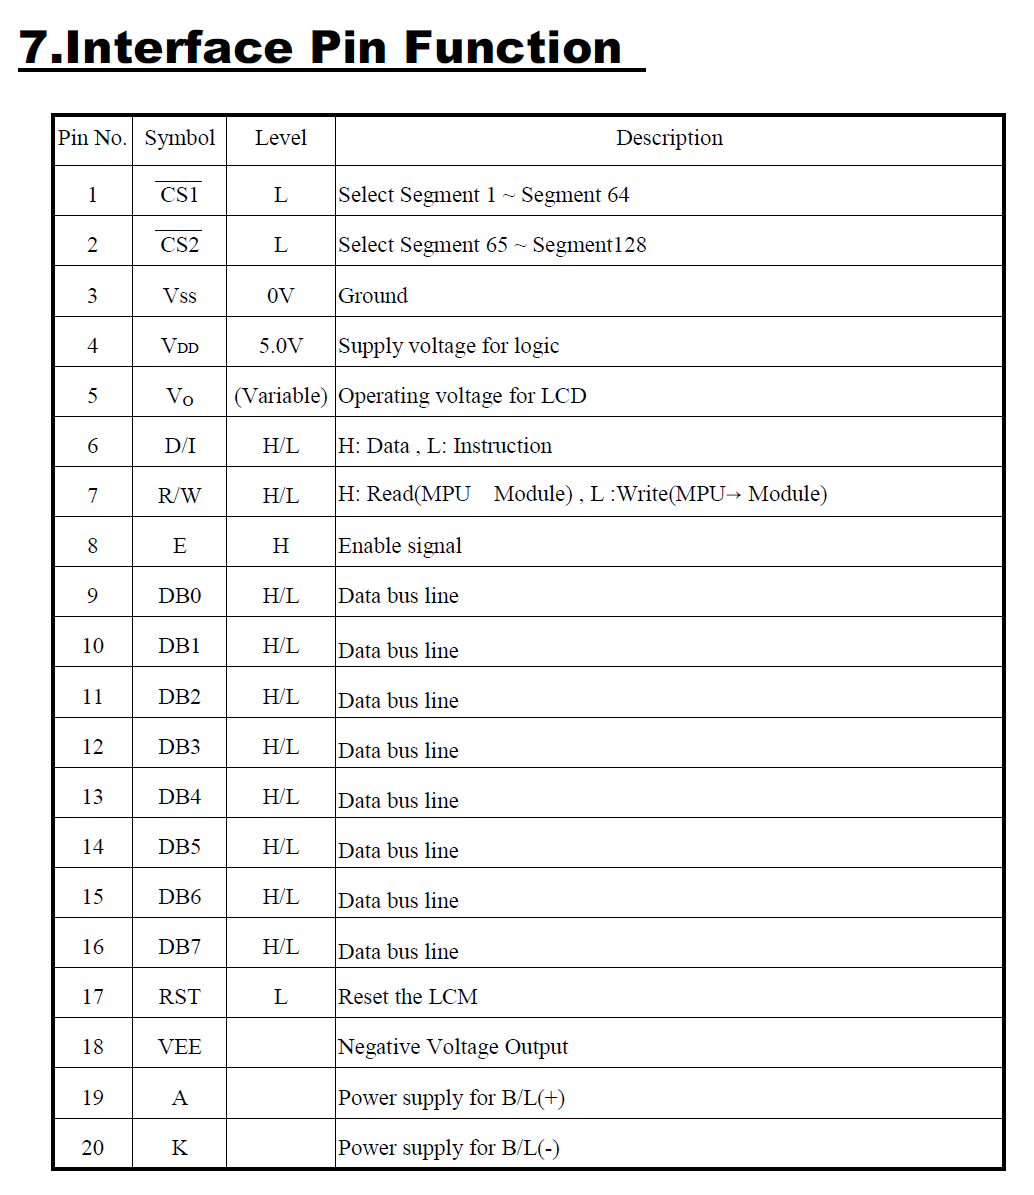 7.Interface Pin Function
Pin No. Symbol Level Description
1 C̅S̅1̅ L Select Segment 1 ~ Segment 64
2 C̅S̅2̅ L Select Segment 65 ~ Segment128
3 Vss 0V Ground
4 VDD 5.0V Supply voltage for logic
5 VO (Variable) Operating voltage for LCD
6 D/I H/L H: Data , L: Instruction
7 R/W H/L H: Read(MPU Module) , L :Write(MPU→ Module)
8 E H Enable signal
9 DB0 H/L Data bus line
10 DB1 H/L Data bus line
11 DB2 H/L Data bus line
12 DB3 H/L Data bus line
13 DB4 H/L Data bus line
14 DB5 H/L Data bus line
15 DB6 H/L Data bus line
16 DB7 H/L Data bus line
17 RST L Reset the LCM
18 VEE Negative Voltage Output
19 A Power supply for B/L(+)
20 K Power supply for B/L(-)